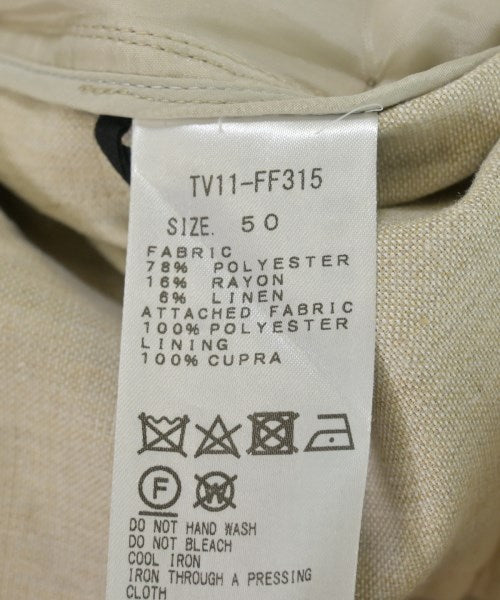 TV11-FF315
SIZE. 50
FABRIC
78% POLYESTER
16% RAYON
6% LINEN
ATTACHED FABRIC
100% POLYESTER
LINING
100% CUPRA
F W
DO NOT HAND WASH
DO NOT BLEACH
COOL IRON
IRON THROUGH A PRESSING
CLOTH